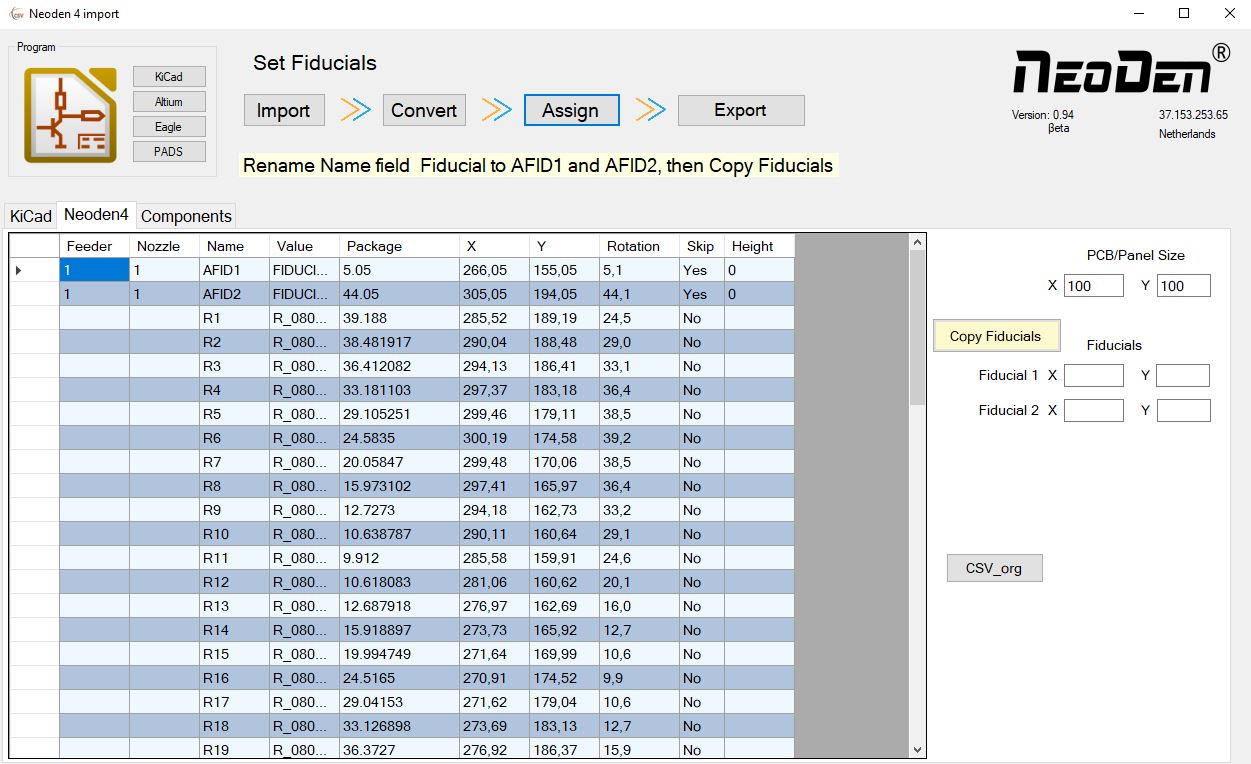 Neoden 4 import
Program
KiCad
Altium
Eagle
PADS
Set Fiducials
Import Convert Assign Export
Rename Name field  Fiducial to AFID1 and AFID2, then Copy Fiducials
NEODEN®
Version: 0.94
βeta
37.153.253.65
Netherlands
KiCad Neoden4 Components
Feeder Nozzle Name Value Package X Y Rotation Skip Height
1 1 AFID1 FIDUCI... 5.05 266,05 155,05 5,1 Yes 0
1 1 AFID2 FIDUCI... 44.05 305,05 194,05 44,1 Yes 0
R1 R_080... 39.188 285,52 189,19 24,5 No
R2 R_080... 38.481917 290,04 188,48 29,0 No
R3 R_080... 36.412082 294,13 186,41 33,1 No
R4 R_080... 33.181103 297,37 183,18 36,4 No
R5 R_080... 29.105251 299,46 179,11 38,5 No
R6 R_080... 24.5835 300,19 174,58 39,2 No
R7 R_080... 20.05847 299,48 170,06 38,5 No
R8 R_080... 15.973102 297,41 165,97 36,4 No
R9 R_080... 12.7273 294,18 162,73 33,2 No
R10 R_080... 10.638787 290,11 160,64 29,1 No
R11 R_080... 9.912 285,58 159,91 24,6 No
R12 R_080... 10.618083 281,06 160,62 20,1 No
R13 R_080... 12.687918 276,97 162,69 16,0 No
R14 R_080... 15.918897 273,73 165,92 12,7 No
R15 R_080... 19.994749 271,64 169,99 10,6 No
R16 R_080... 24.5165 270,91 174,52 9,9 No
R17 R_080... 29.04153 271,62 179,04 10,6 No
R18 R_080... 33.126898 273,69 183,13 12,7 No
R19 R_080... 36.3727 276,92 186,37 15,9 No
PCB/Panel Size
X 100 Y 100
Copy Fiducials
Fiducials
Fiducial 1 X Y
Fiducial 2 X Y
CSV_org